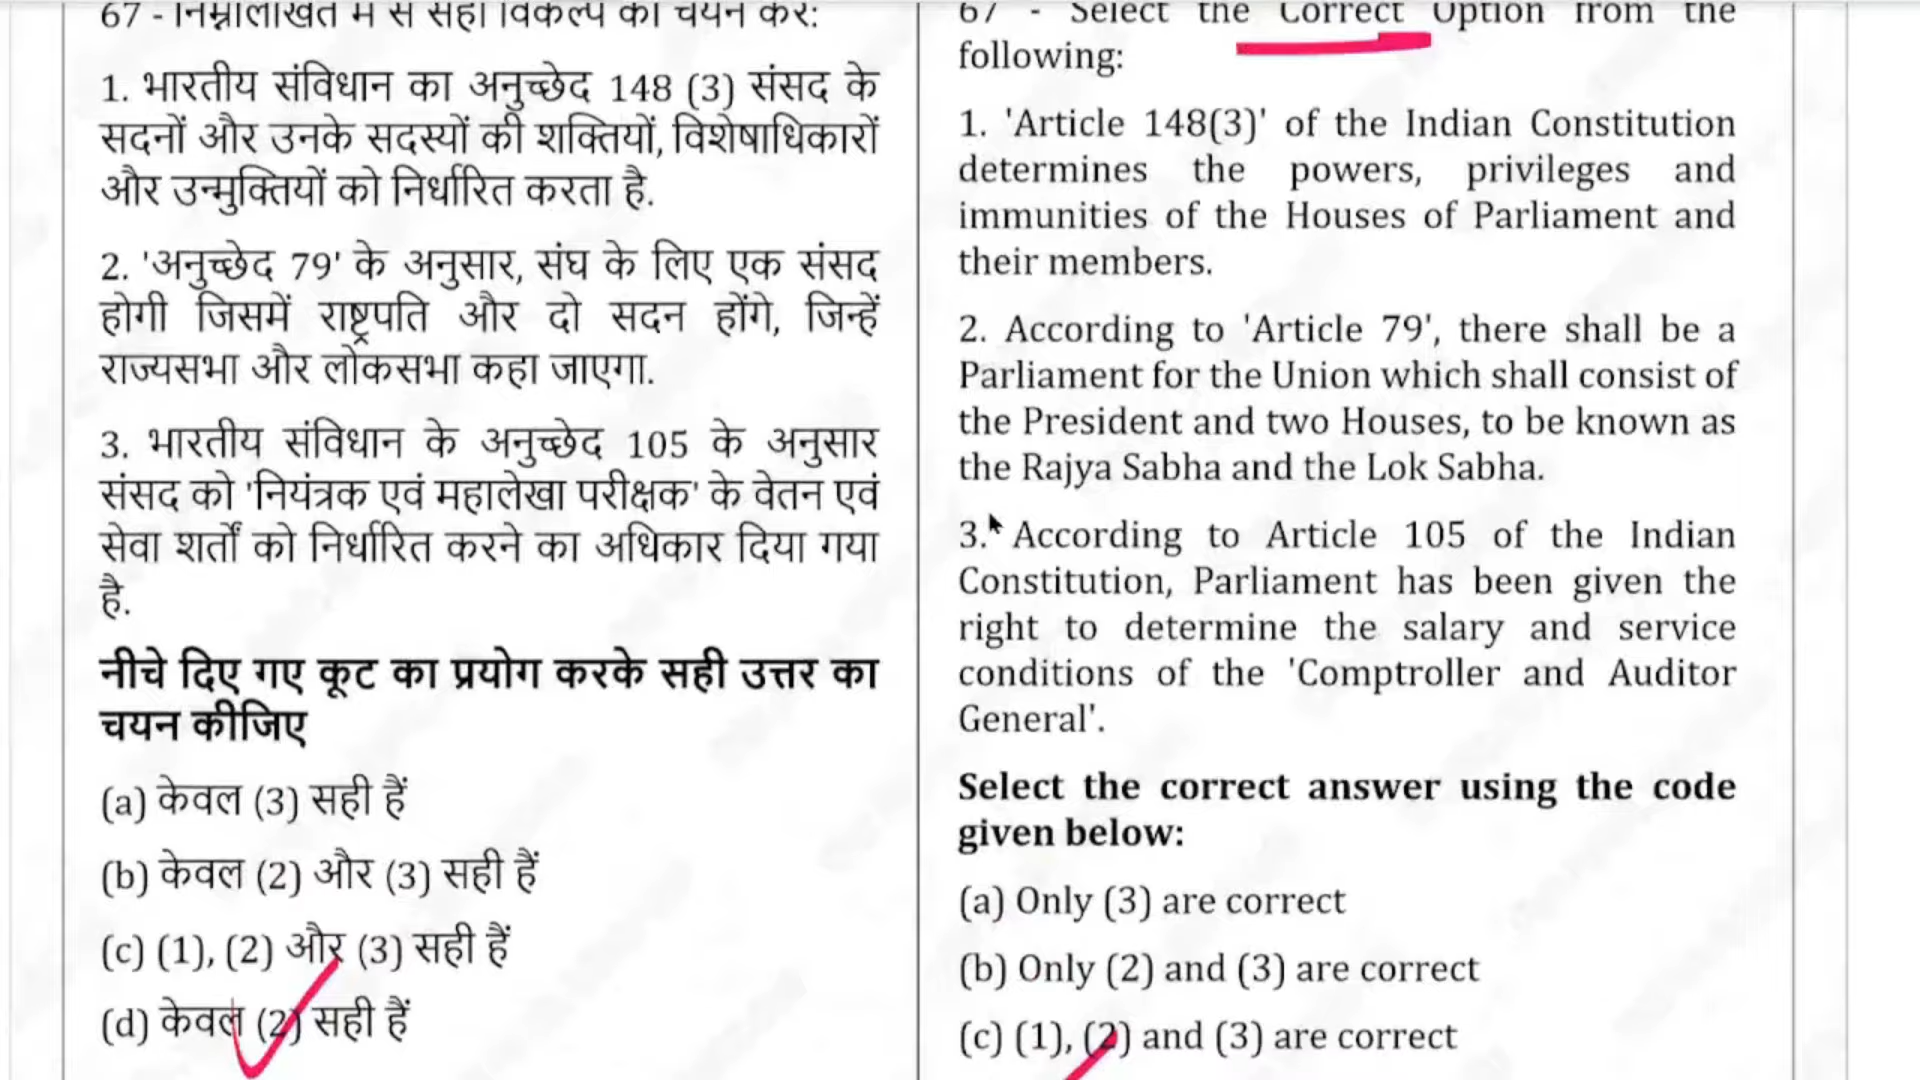 67 - निम्नलिखित में से सही विकल्प का चयन करें:
1. भारतीय संविधान का अनुच्छेद 148 (3) संसद के
सदनों और उनके सदस्यों की शक्तियों, विशेषाधिकारों
और उन्मुक्तियों को निर्धारित करता है.
2. 'अनुच्छेद 79' के अनुसार, संघ के लिए एक संसद
होगी जिसमें राष्ट्रपति और दो सदन होंगे, जिन्हें
राज्यसभा और लोकसभा कहा जाएगा.
3. भारतीय संविधान के अनुच्छेद 105 के अनुसार
संसद को 'नियंत्रक एवं महालेखा परीक्षक' के वेतन एवं
सेवा शर्तों को निर्धारित करने का अधिकार दिया गया
है.
नीचे दिए गए कूट का प्रयोग करके सही उत्तर का
चयन कीजिए
(a) केवल (3) सही हैं
(b) केवल (2) और (3) सही हैं
(c) (1), (2) और (3) सही हैं
(d) केवल (2) सही हैं
67 - Select the Correct Option from the
following:
1. 'Article 148(3)' of the Indian Constitution
determines the powers, privileges and
immunities of the Houses of Parliament and
their members.
2. According to 'Article 79', there shall be a
Parliament for the Union which shall consist of
the President and two Houses, to be known as
the Rajya Sabha and the Lok Sabha.
3. According to Article 105 of the Indian
Constitution, Parliament has been given the
right to determine the salary and service
conditions of the 'Comptroller and Auditor
General'.
Select the correct answer using the code
given below:
(a) Only (3) are correct
(b) Only (2) and (3) are correct
(c) (1), (2) and (3) are correct